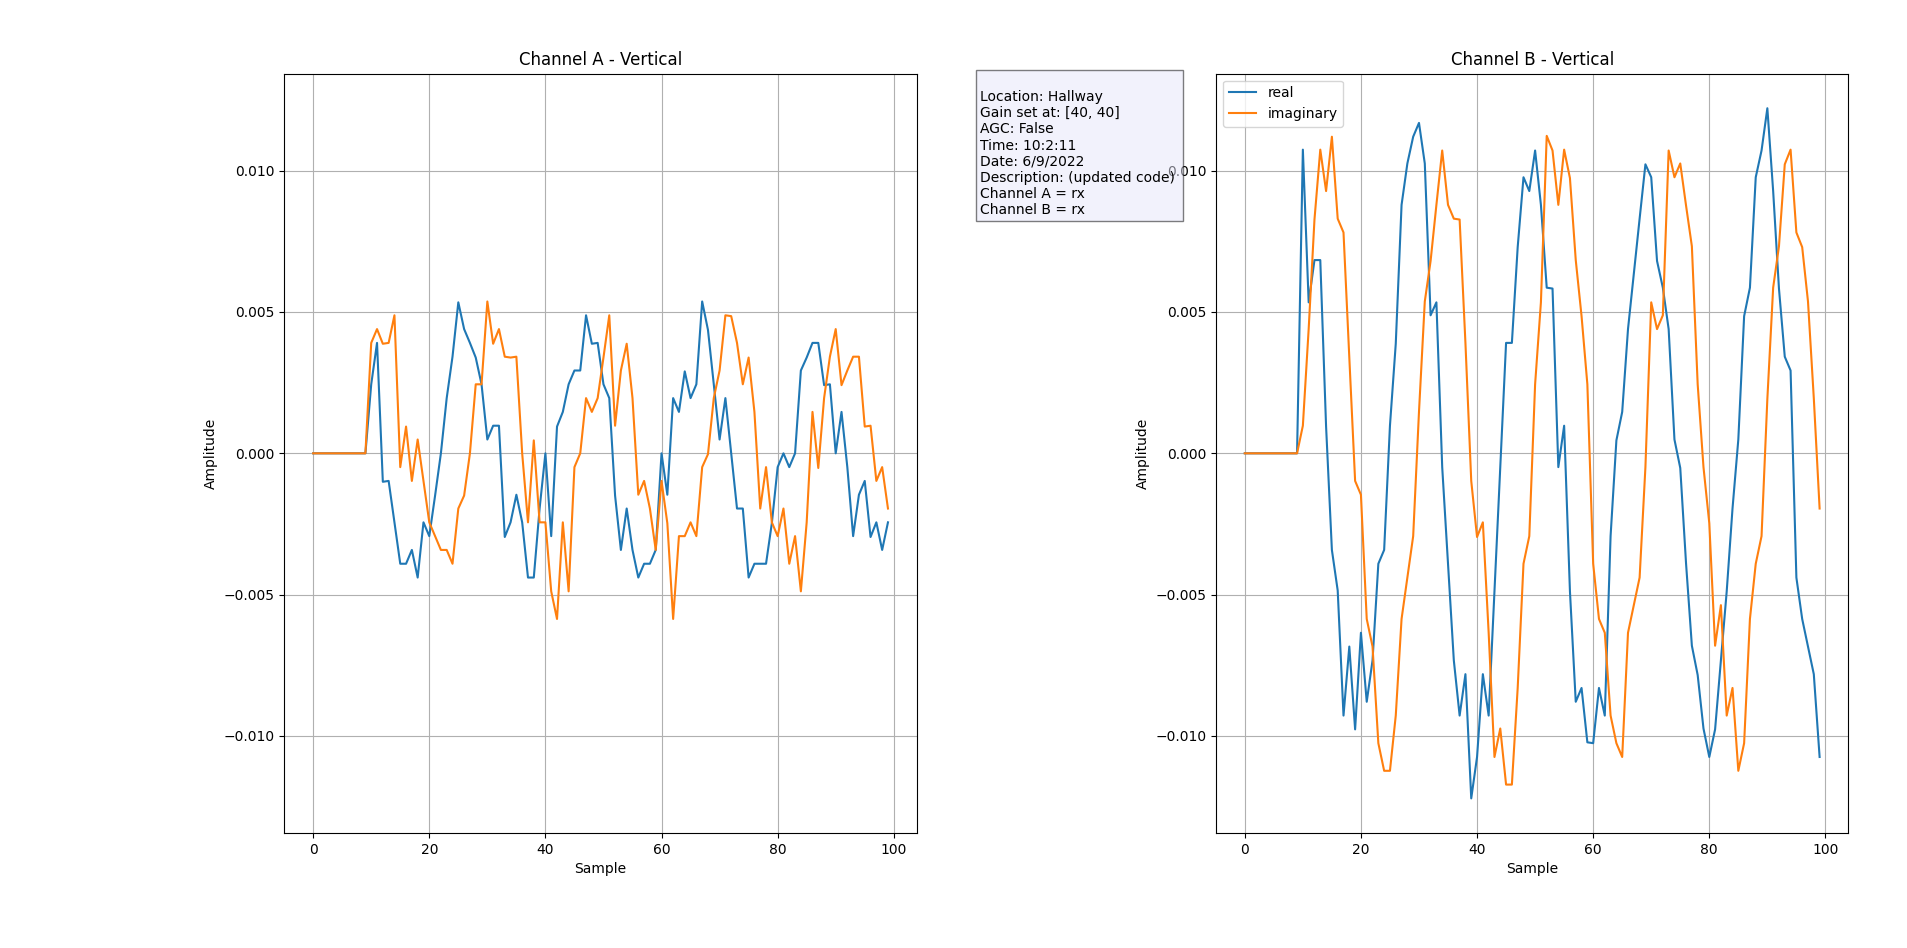 Channel A - Vertical
0.010
0.005
0.000
−0.005
−0.010
Amplitude
0
20
40
60
80
100
Sample
Location: Hallway
Gain set at: [40, 40]
AGC: False
Time: 10:2:11
Date: 6/9/2022
Description: (updated code)
Channel A = rx
Channel B = rx
Channel B - Vertical
real
imaginary
0.010
0.005
0.000
−0.005
−0.010
Amplitude
0
20
40
60
80
100
Sample